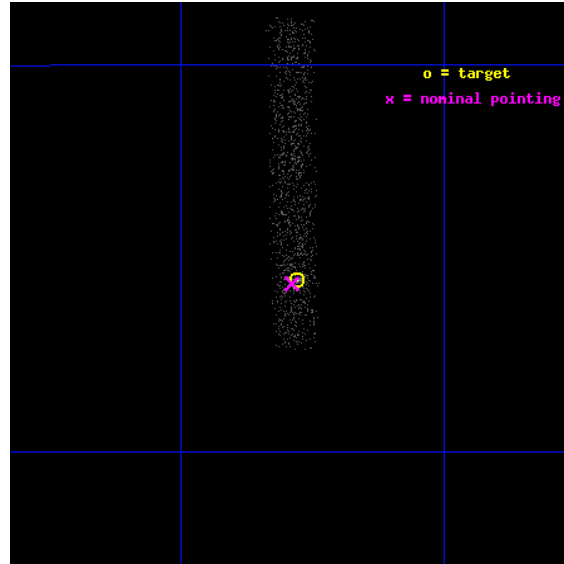 o = target
x = nominal pointing